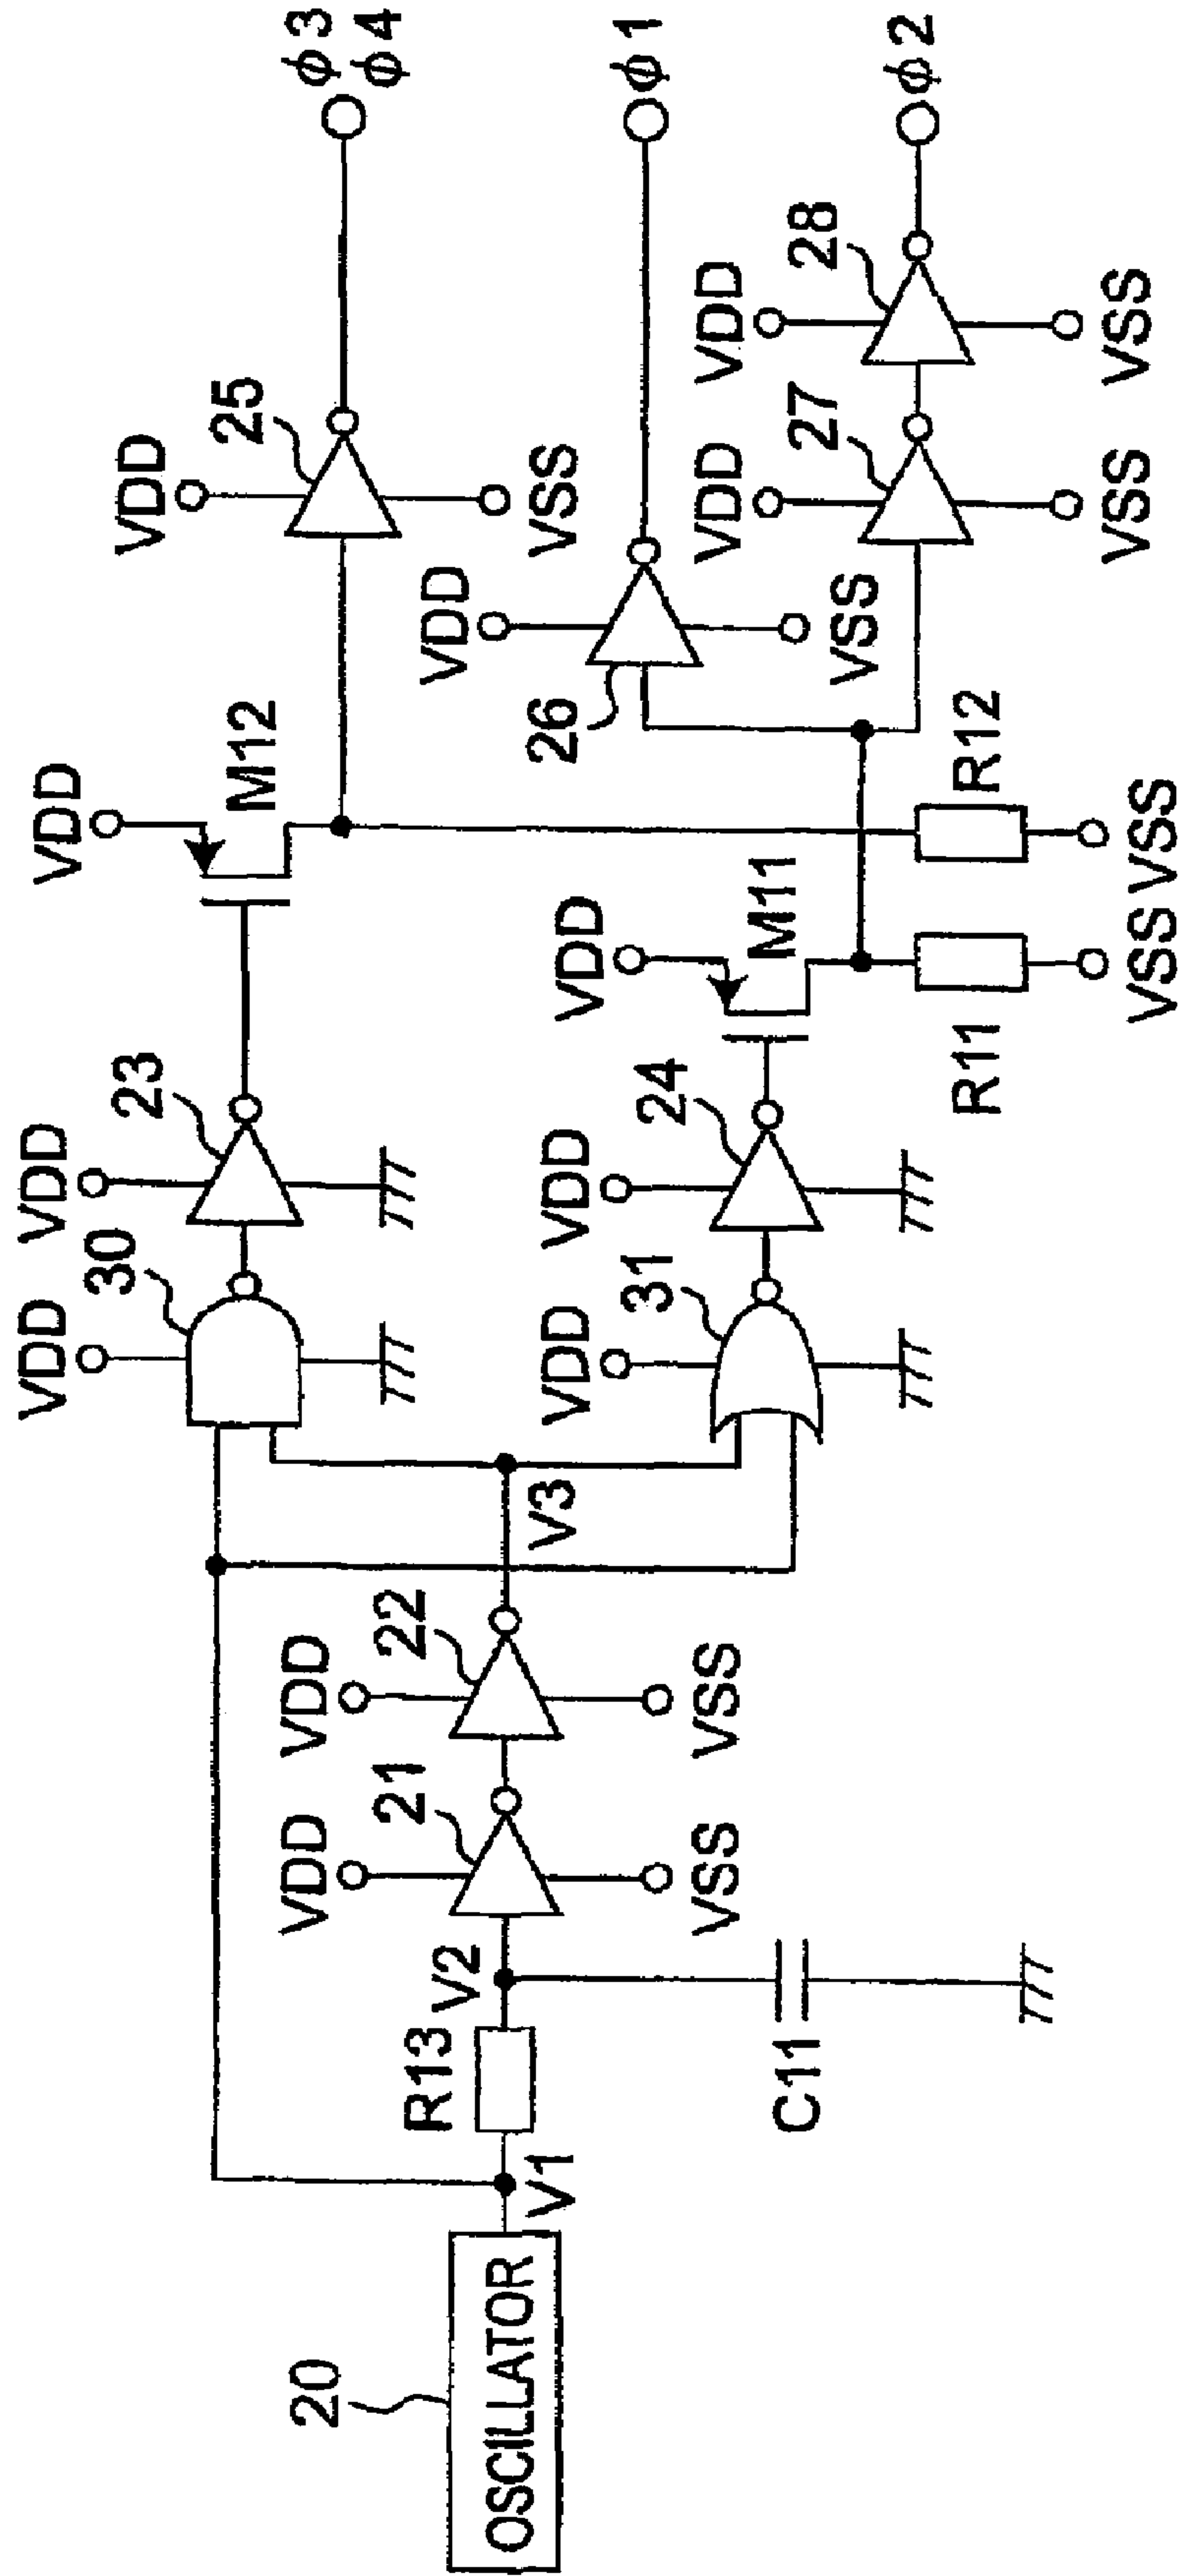 20
OSCILLATOR
V1
R13
V2
C11
VDD
21
VSS
VDD
22
VSS
V3
VDD
30
VDD
23
VDD
M12
VDD
25
VSS
φ3
φ4
VDD
31
VDD
24
VDD
M11
R11
VSS
R12
VSS
VDD
26
VSS
φ1
VDD
27
VSS
VDD
28
VSS
φ2